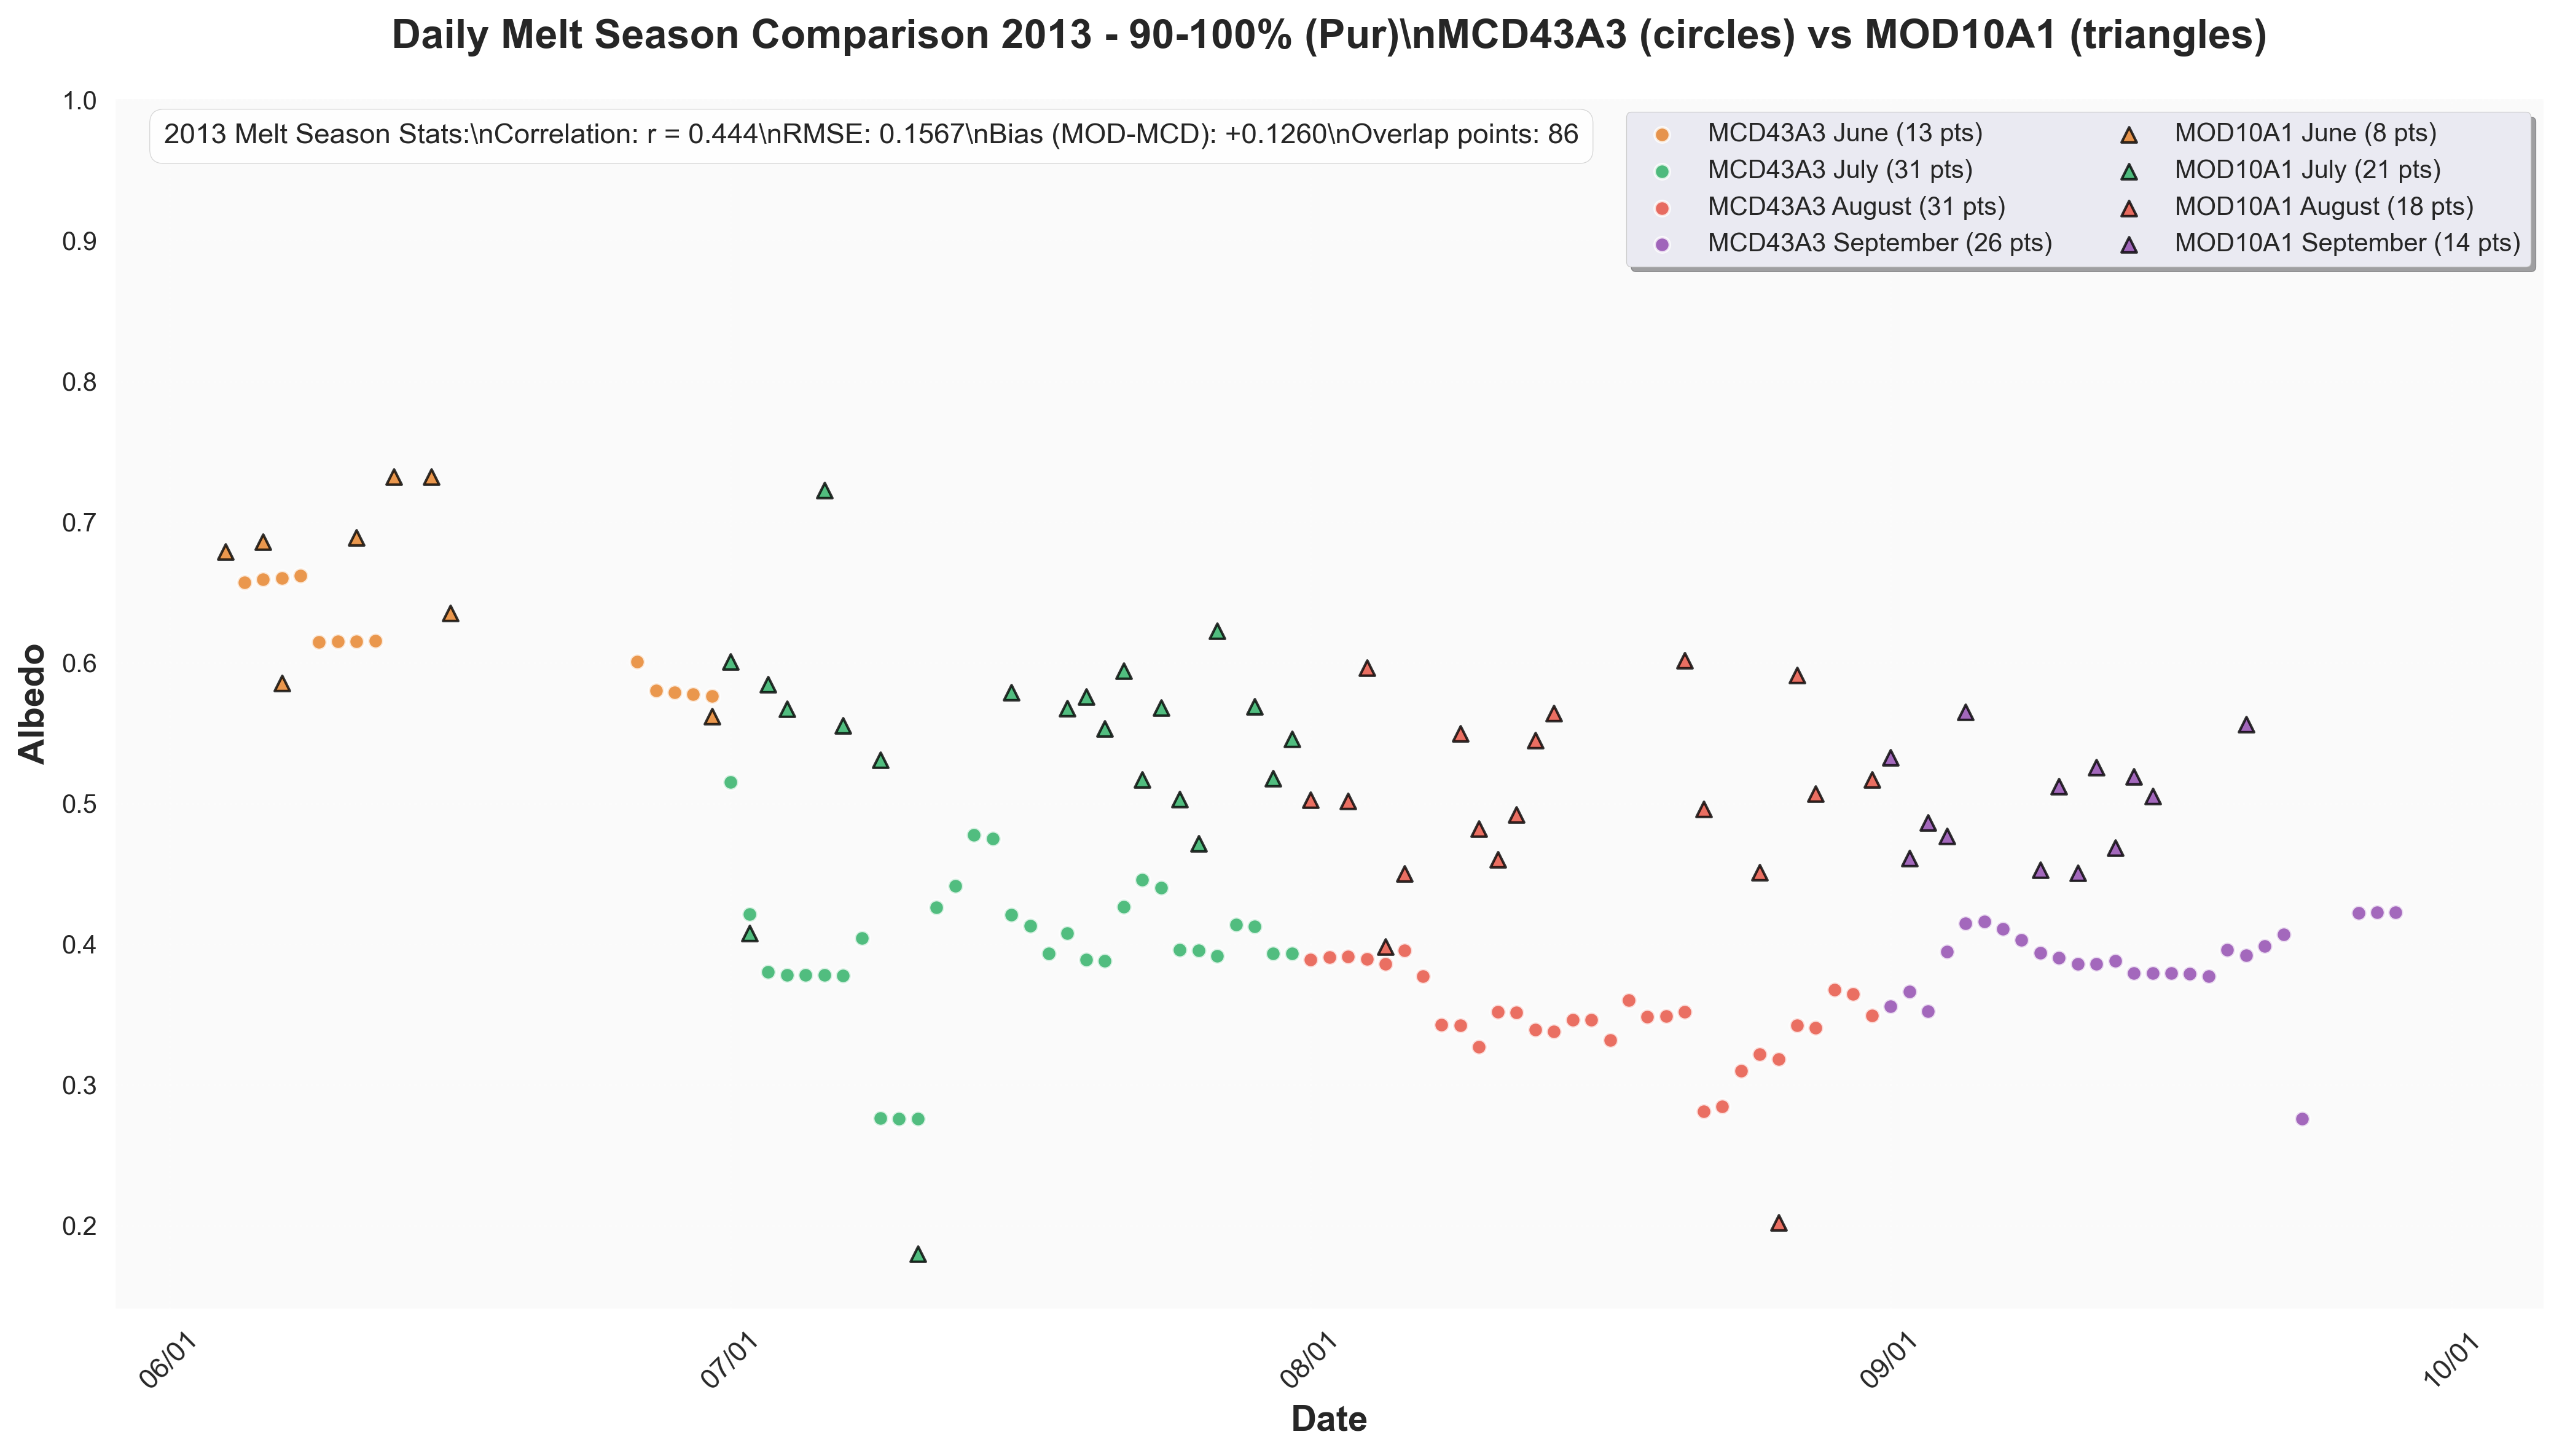 Daily Melt Season Comparison 2013 - 90-100% (Pur)\nMCD43A3 (circles) vs MOD10A1 (triangles)
2013 Melt Season Stats:\nCorrelation: r = 0.444\nRMSE: 0.1567\nBias (MOD-MCD): +0.1260\nOverlap points: 86
MCD43A3 June (13 pts)
MCD43A3 July (31 pts)
MCD43A3 August (31 pts)
MCD43A3 September (26 pts)
MOD10A1 June (8 pts)
MOD10A1 July (21 pts)
MOD10A1 August (18 pts)
MOD10A1 September (14 pts)
Albedo
1.0
0.9
0.8
0.7
0.6
0.5
0.4
0.3
0.2
06/01
07/01
08/01
09/01
10/01
Date